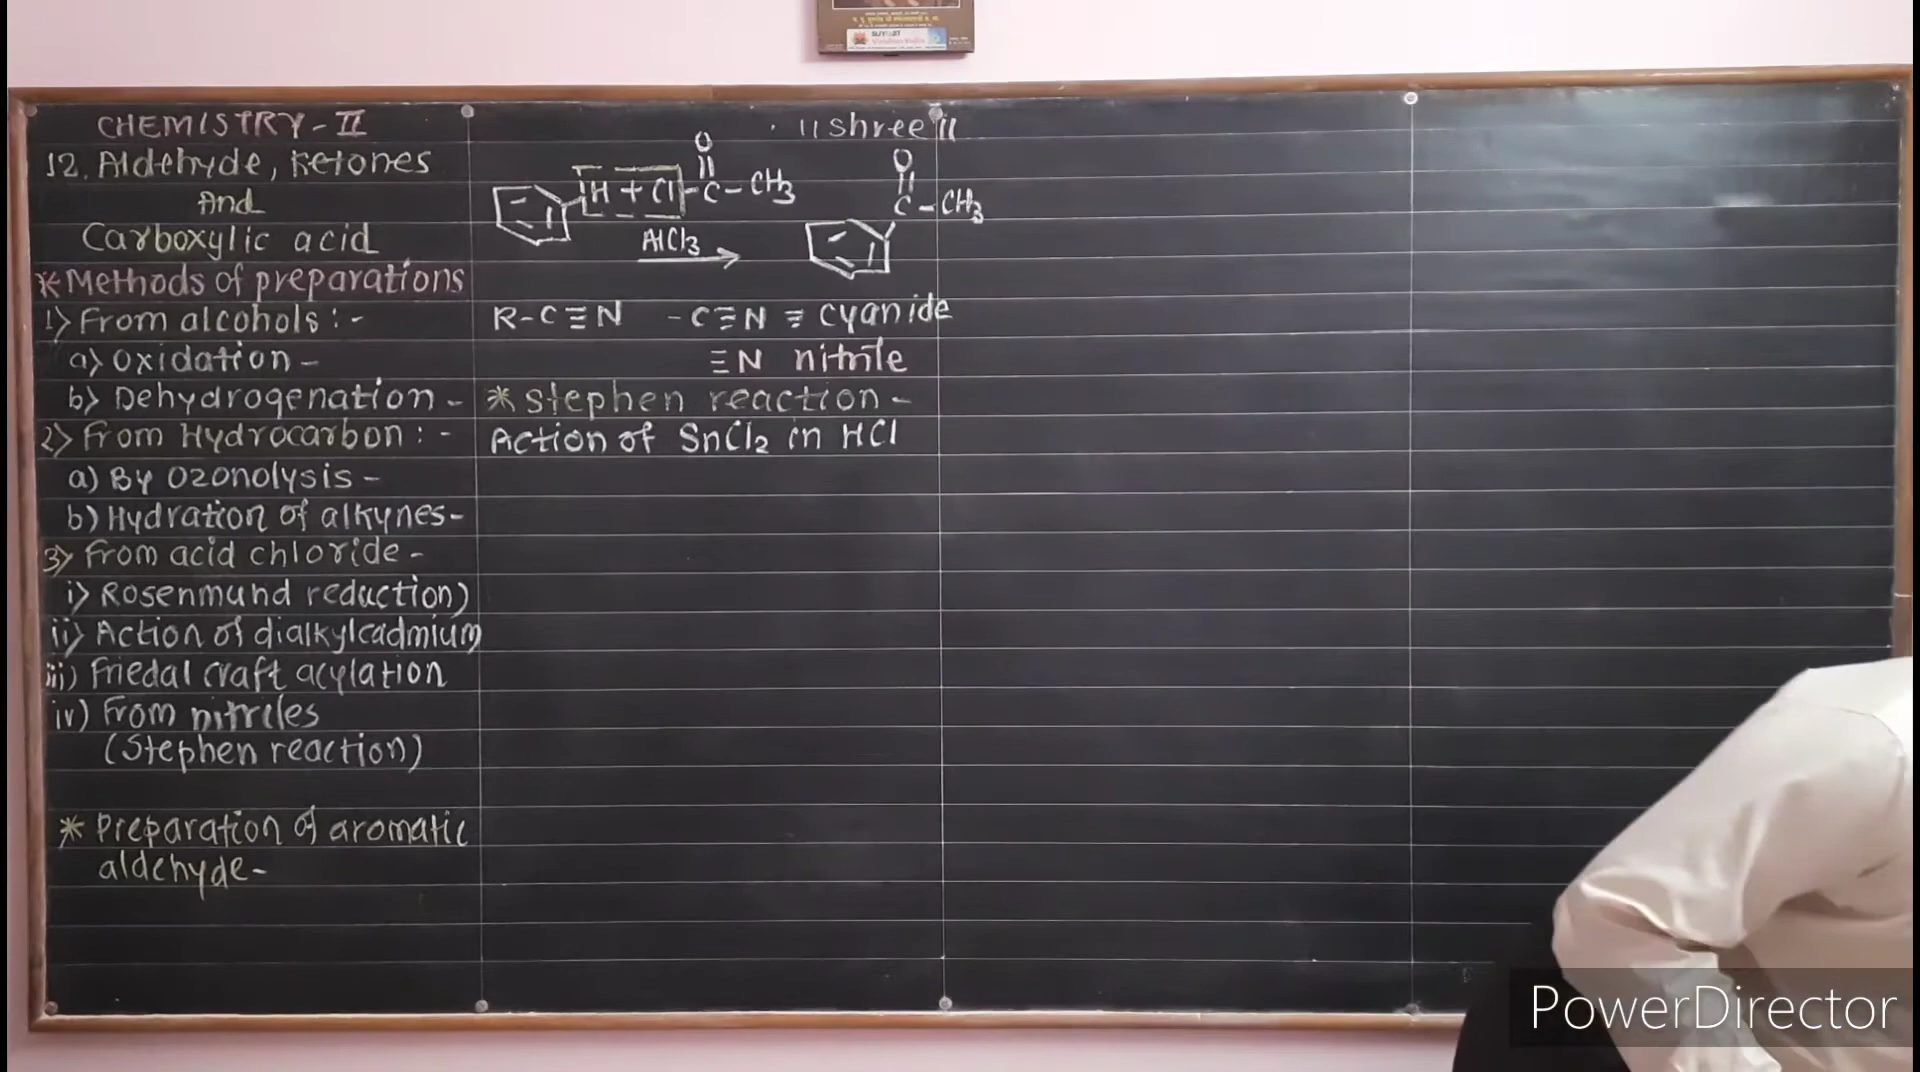 SUYOJIT
CHEMISTRY - II
12. Aldehyde, Ketones
And
Carboxylic acid
* Methods of preparations
1) From alcohols : -
a) Oxidation -
b) Dehydrogenation -
2) From Hydrocarbon : -
a) By Ozonolysis -
b) Hydration of alkynes -
3) From acid chloride -
i) Rosenmund reduction)
ii) Action of dialkylcadmium
iii) Friedal craft acylation
iv) From nitriles
(Stephen reaction)
* Preparation of aromatic
aldehyde -
॥ shree ॥
O
H + Cl - C - CH3
AlCl3
O
C - CH3
R - C ≡ N - C ≡ N = cyanide
≡ N nitrile
* Stephen reaction -
Action of SnCl2 in HCl
PowerDirector